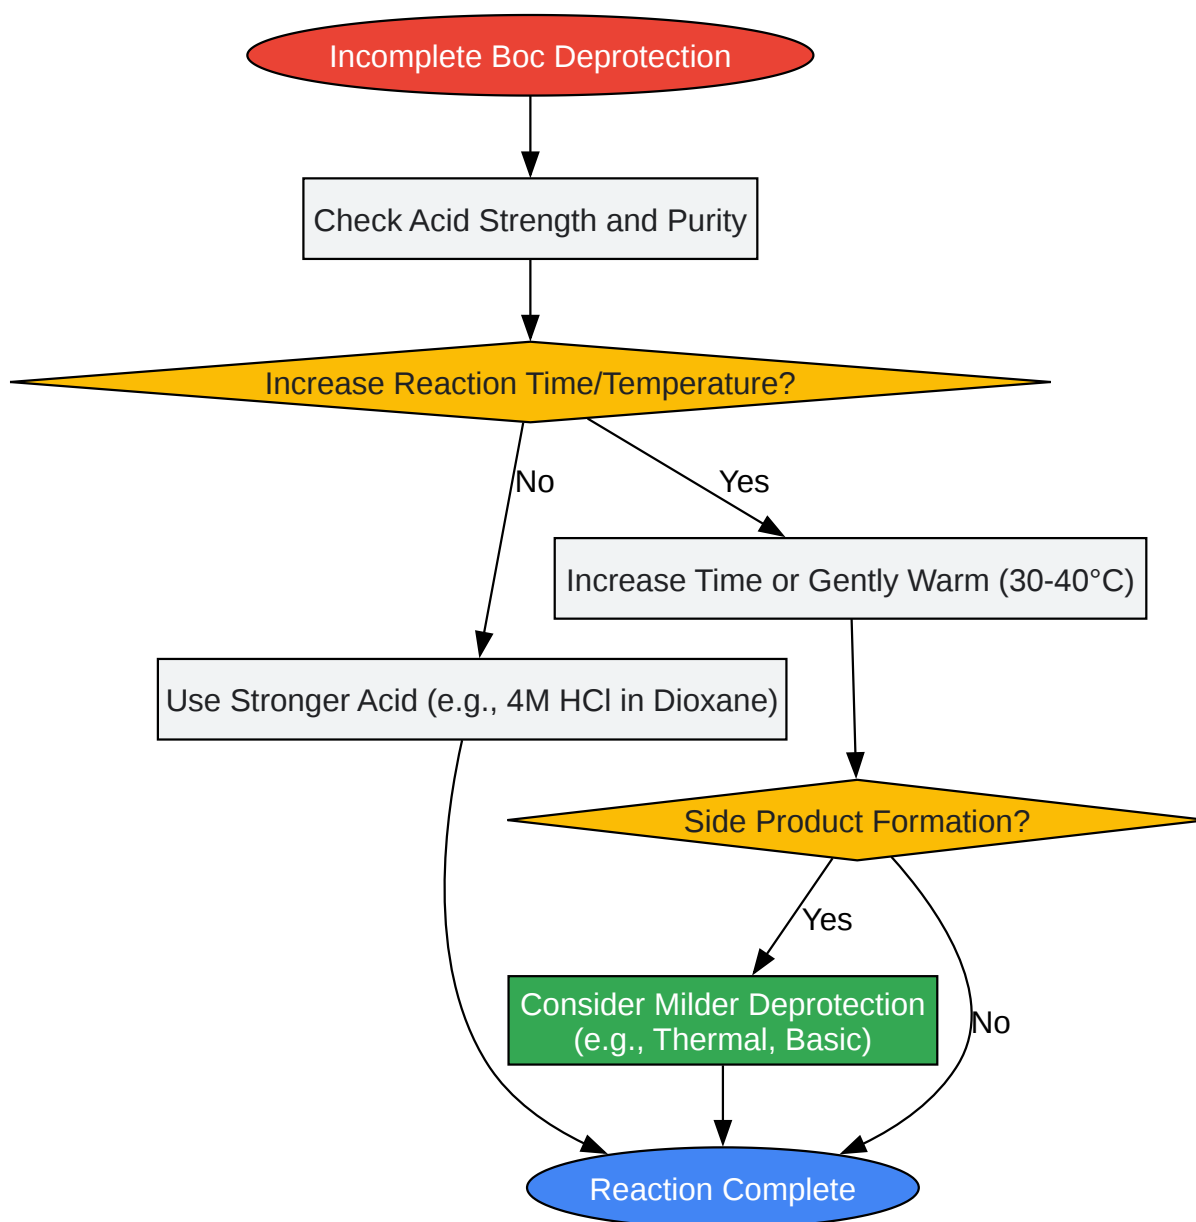 Incomplete Boc Deprotection
Check Acid Strength and Purity
Increase Reaction Time/Temperature?
No
Yes
Increase Time or Gently Warm (30-40°C)
Use Stronger Acid (e.g., 4M HCl in Dioxane)
Side Product Formation?
Yes
Consider Milder Deprotection
(e.g., Thermal, Basic)
No
Reaction Complete